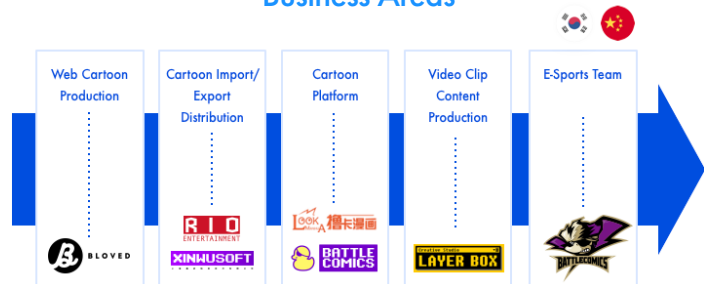 Business Areas
Web Cartoon
Production
Cartoon Import/
Export
Distribution
Cartoon
Platform
Video Clip
Content
Production
E-Sports Team
B
BLOVED
RIO
ENTERTAINMENT
XINWUSOFT
LOOK
A 撸卡漫画
BATTLE
COMICS
Creative Studio
LAYER BOX
BATTLECOMICS